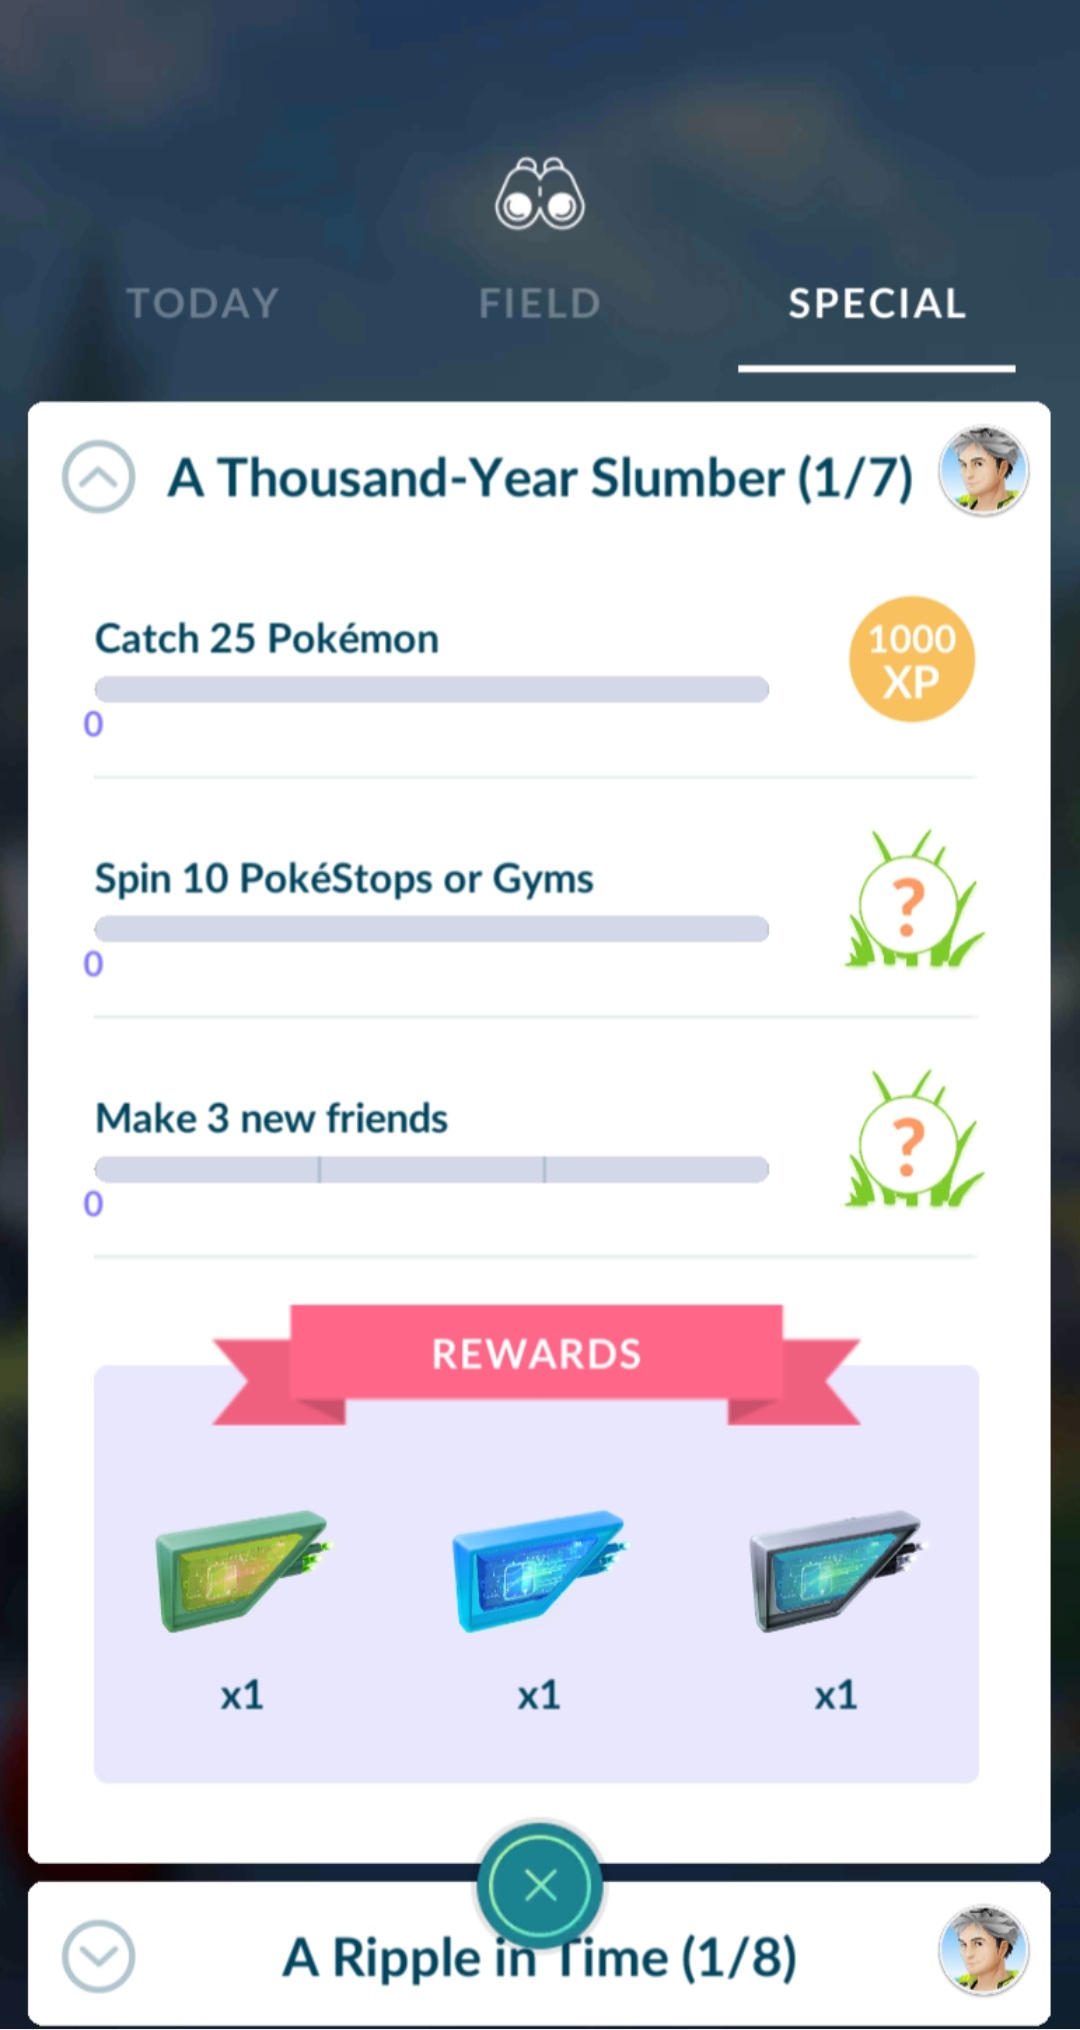 TODAY
FIELD
SPECIAL
A Thousand-Year Slumber (1/7)
Catch 25 Pokémon
1000
XP
0
Spin 10 PokéStops or Gyms
?
0
Make 3 new friends
?
0
REWARDS
x1
x1
x1
A Ripple in Time (1/8)